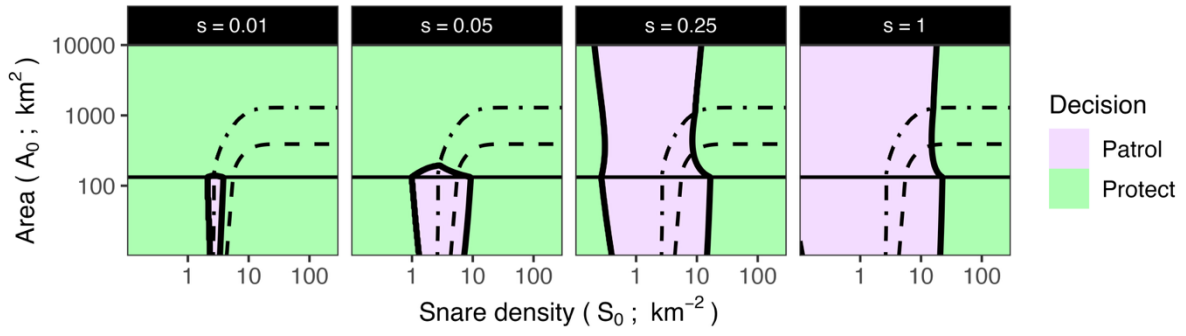 s = 0.01
s = 0.05
s = 0.25
s = 1
Area ( A₀ ; km² )
10000
1000
100
1 10 100
1 10 100
1 10 100
1 10 100
Snare density ( S₀ ; km⁻² )
Decision
Patrol
Protect